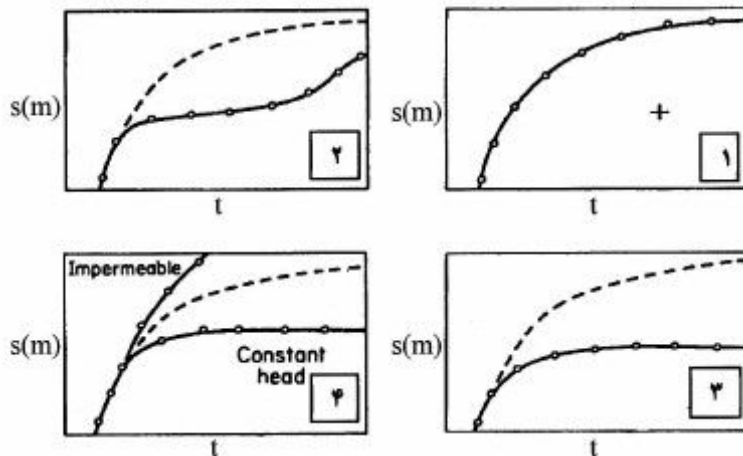 s(m)
۲
t
s(m)
+
۱
t
Impermeable
s(m)
Constant
head
۴
t
s(m)
۳
t